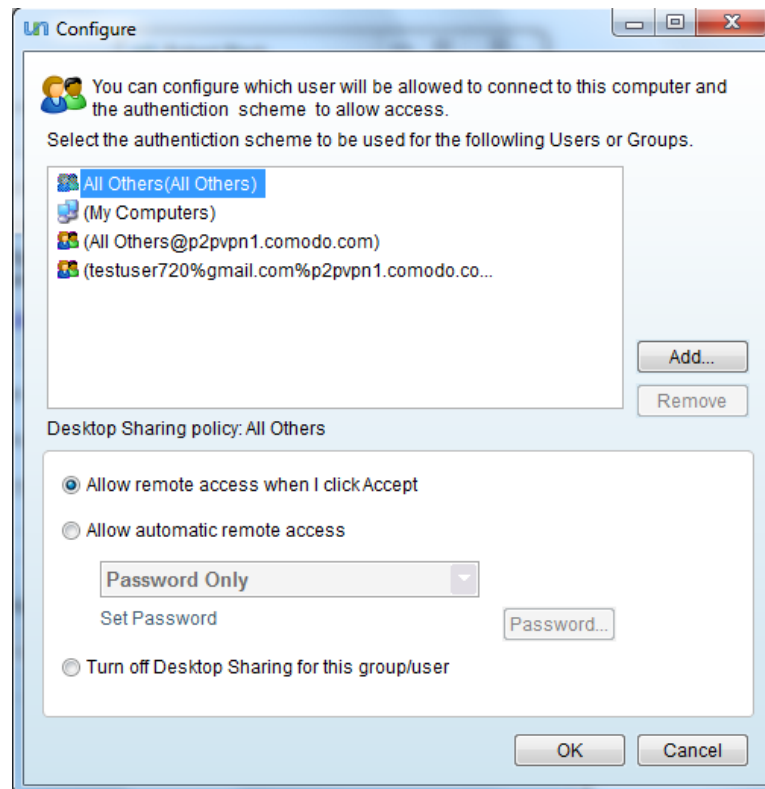 un Configure
You can configure which user will be allowed to connect to this computer and
the authentiction scheme to allow access.
Select the authentiction scheme to be used for the followling Users or Groups.
All Others(All Others)
(My Computers)
(All Others@p2pvpn1.comodo.com)
(testuser720%gmail.com%p2pvpn1.comodo.co...
Add...
Remove
Desktop Sharing policy: All Others
Allow remote access when I click Accept
Allow automatic remote access
Password Only
Set Password
Password...
Turn off Desktop Sharing for this group/user
OK
Cancel